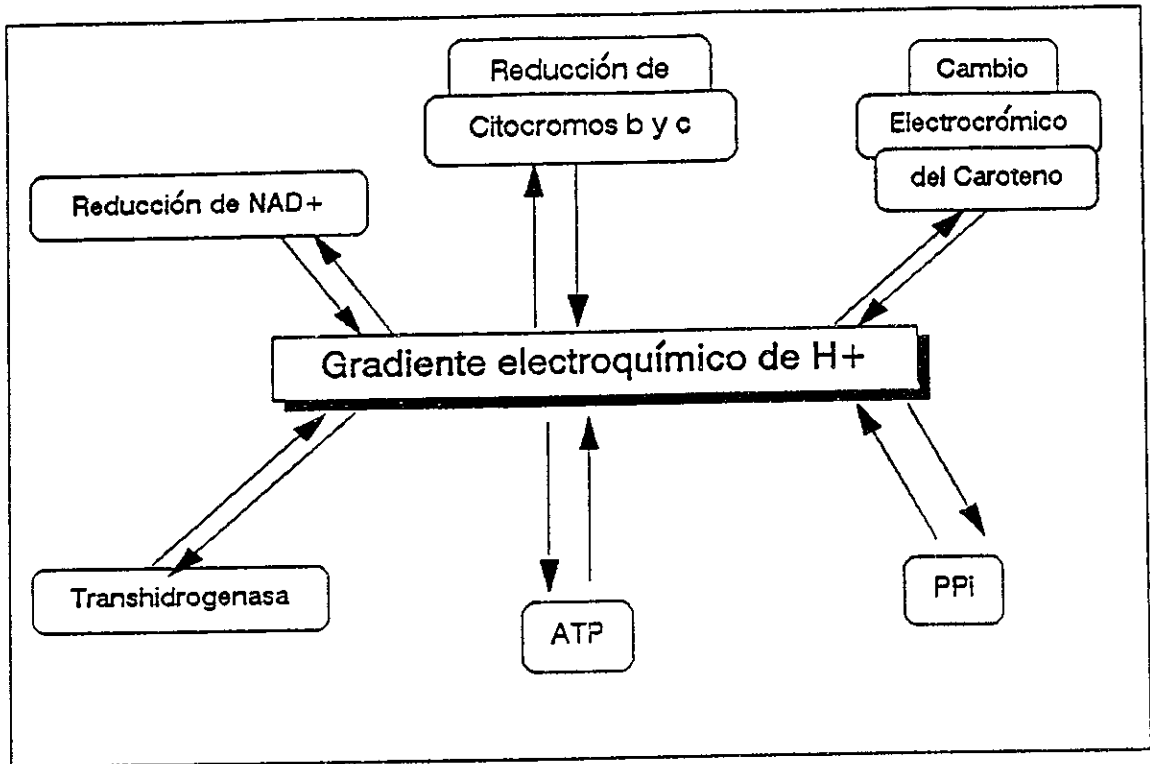 Reducción de
Citocromos b y c
Cambio
Electrocrómico
del Caroteno
Reducción de NAD+
Gradiente electroquímico de H+
Transhidrogenasa
ATP
PPi